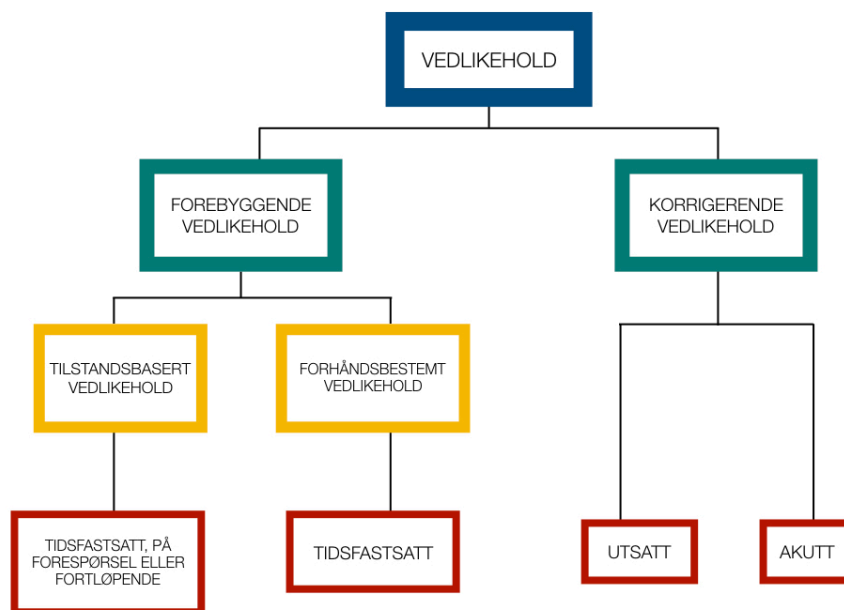 VEDLIKEHOLD
FOREBYGGENDE
VEDLIKEHOLD
KORRIGERENDE
VEDLIKEHOLD
TILSTANDSBASERT
VEDLIKEHOLD
FORHÅNDSBESTEMT
VEDLIKEHOLD
TIDSFASTSATT, PÅ
FORESPØRSEL ELLER
FORTLØPENDE
TIDSFASTSATT
UTSATT
AKUTT